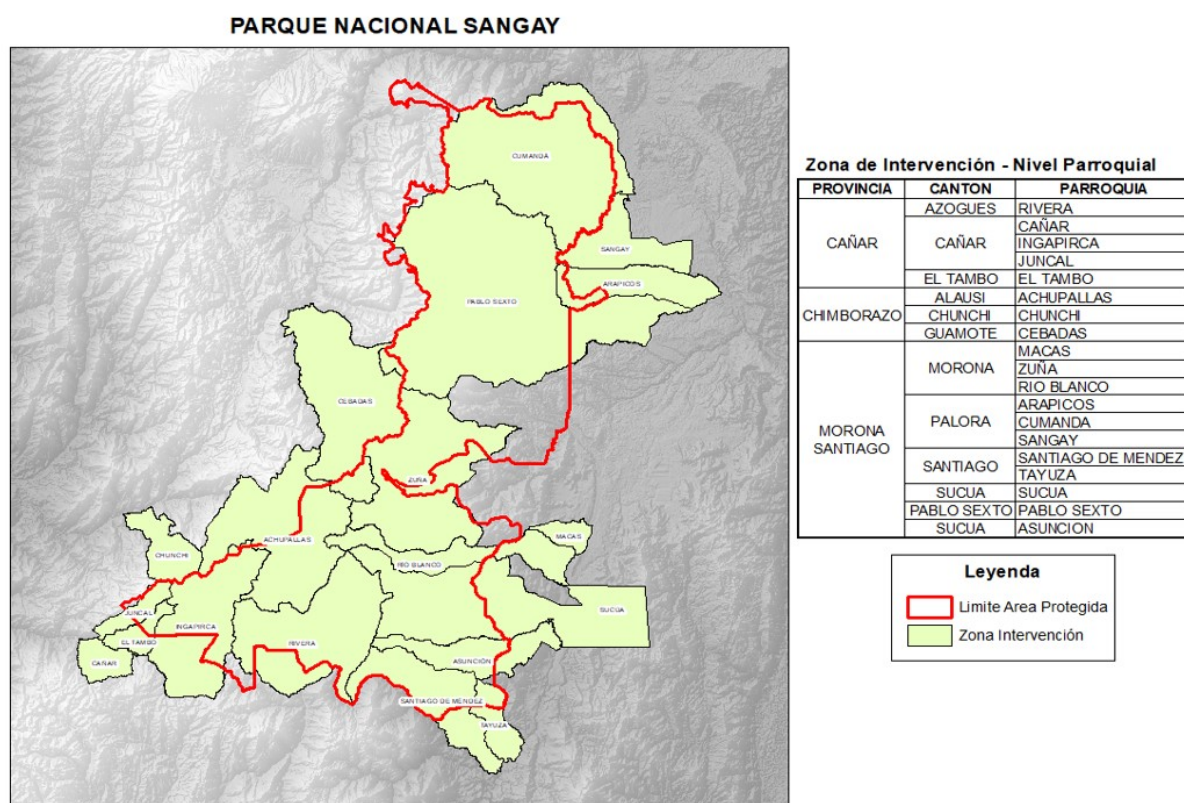 PARQUE NACIONAL SANGAY
CUMANDÁ
SANGAY
ARAPICOS
PABLO SEXTO
CEBADAS
ZUÑA
ACHUPALLAS
MACAS
CHUNCHI
RIO BLANCO
SUCUA
JUNCAL
INGAPIRCA
EL TAMBO
RIVERA
CAÑAR
ASUNCIÓN
SANTIAGO DE MÉNDEZ
TAYUZA
Zona de Intervención - Nivel Parroquial
PROVINCIA CANTON PARROQUIA
CAÑAR AZOGUES RIVERA
CAÑAR CAÑAR
INGAPIRCA
JUNCAL
EL TAMBO EL TAMBO
CHIMBORAZO ALAUSI ACHUPALLAS
CHUNCHI CHUNCHI
GUAMOTE CEBADAS
MORONA SANTIAGO MORONA MACAS
ZUÑA
RIO BLANCO
PALORA ARAPICOS
CUMANDA
SANGAY
SANTIAGO SANTIAGO DE MENDEZ
TAYUZA
SUCUA SUCUA
PABLO SEXTO PABLO SEXTO
SUCUA ASUNCION
Leyenda
Limite Area Protegida
Zona Intervención